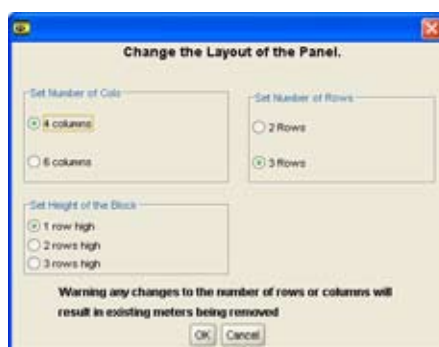 Change the Layout of the Panel.
Set Number of Cols
4 columns
6 columns
Set Number of Rows
2 Rows
3 Rows
Set Height of the Block
1 row high
2 rows high
3 rows high
Warning any changes to the number of rows or columns will
result in existing meters being removed
OK
Cancel